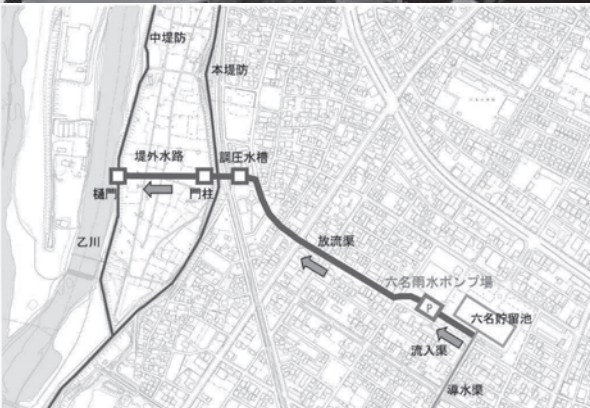 中堤防
本堤防
堤外水路
調圧水槽
樋門
門柱
乙川
放流渠
六名雨水ポンプ場
P
六名貯留池
流入渠
導水渠